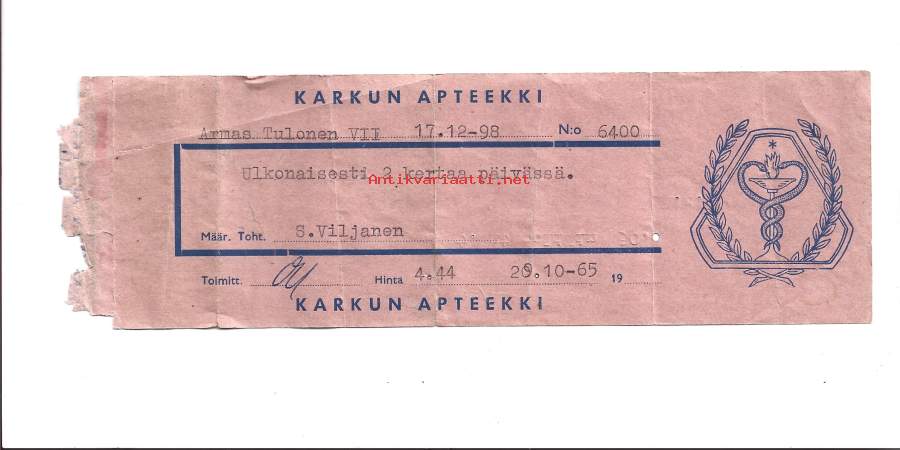 KARKUN APTEEKKI
Armas Tulonen VII 17.12-98 N:o 6400
Ulkonaisesti 2 kertaa päivässä.
Antikvariaatti.net
Määr. Toht. S.Viljanen
Toimitt. Hinta 4.44 20.10-65 19
KARKUN APTEEKKI